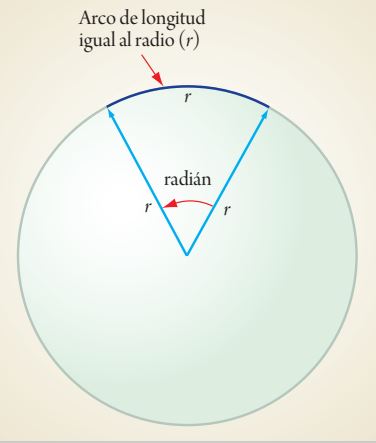 Arco de longitud
igual al radio (r)
r
radián
r
r